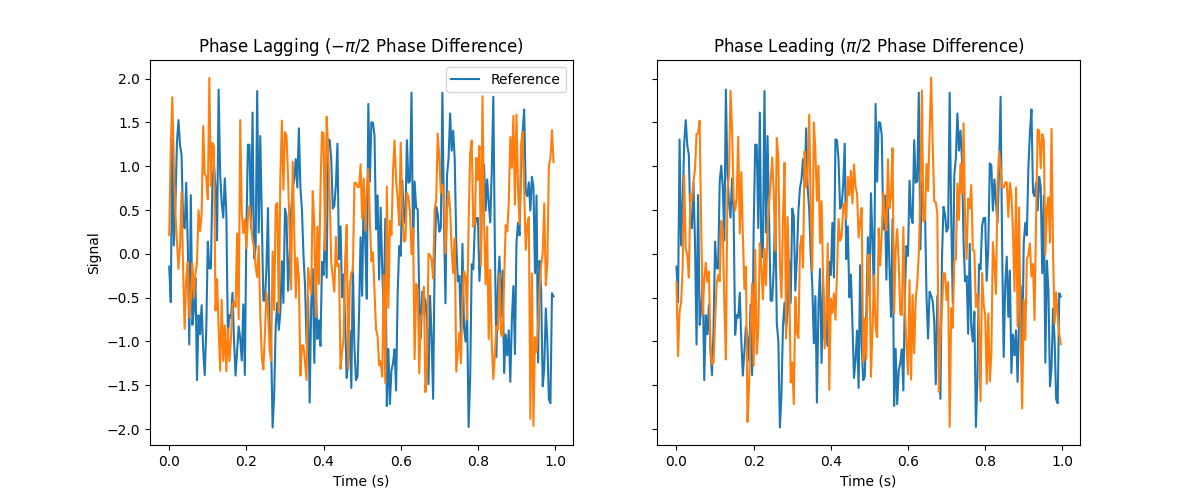 Phase Lagging (−π/2 Phase Difference)
Reference
2.0
1.5
1.0
0.5
0.0
−0.5
−1.0
−1.5
−2.0
Signal
0.0 0.2 0.4 0.6 0.8 1.0
Time (s)
Phase Leading (π/2 Phase Difference)
0.0 0.2 0.4 0.6 0.8 1.0
Time (s)